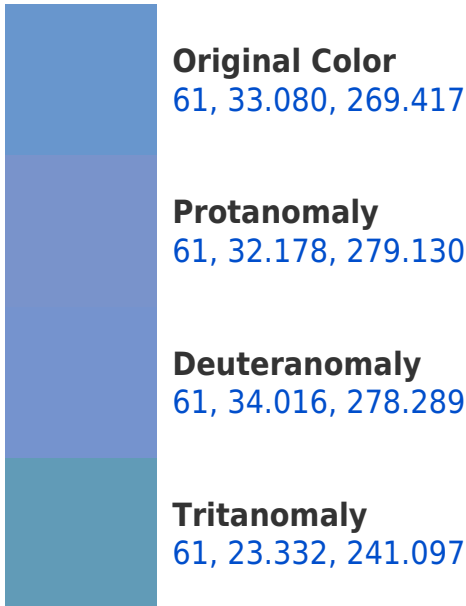 Original Color
61, 33.080, 269.417
Protanomaly
61, 32.178, 279.130
Deuteranomaly
61, 34.016, 278.289
Tritanomaly
61, 23.332, 241.097